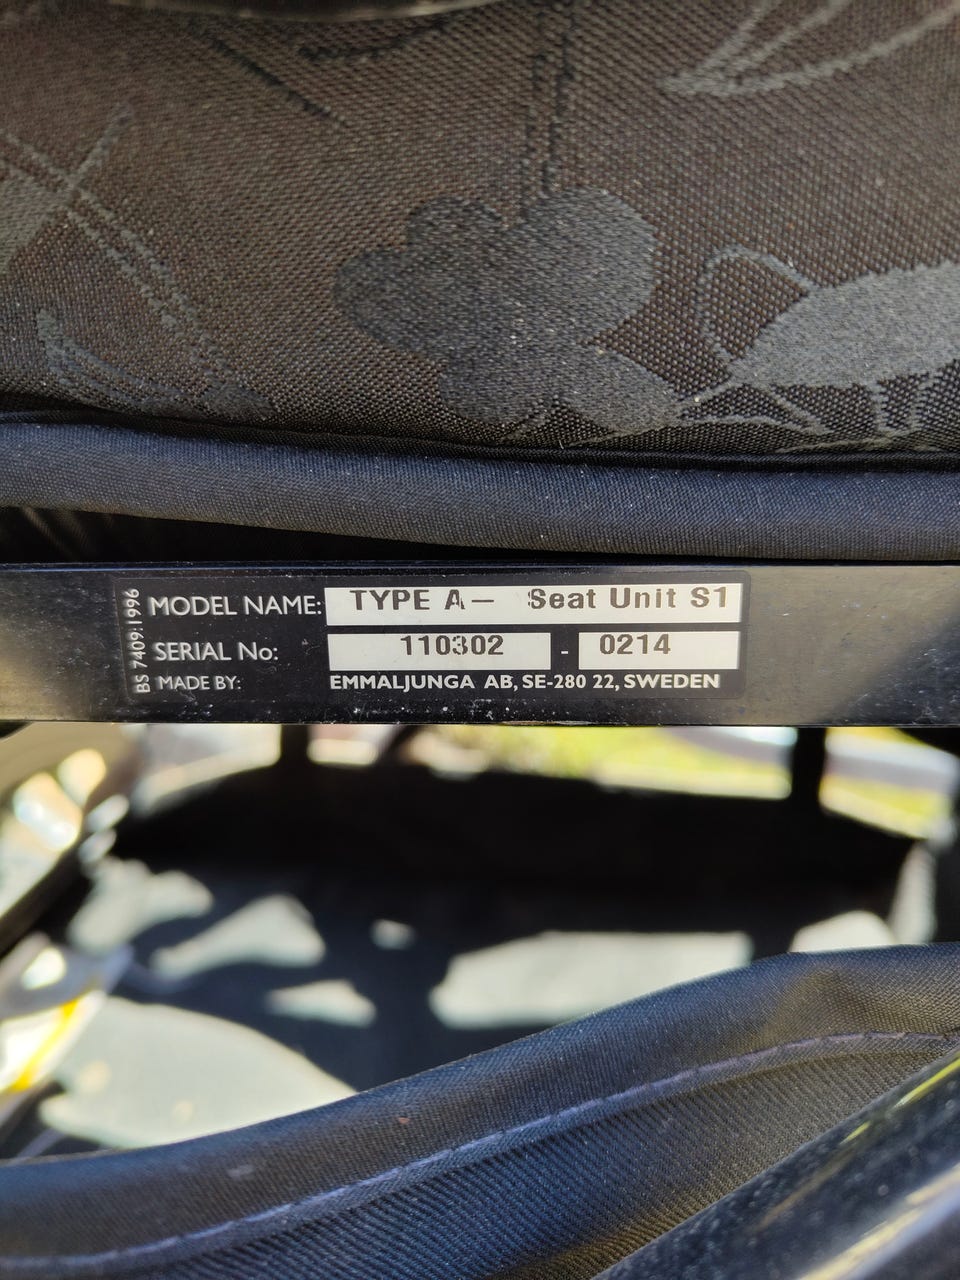 BS 7409:1996
MODEL NAME: TYPE A– Seat Unit S1
SERIAL No: 110302 - 0214
MADE BY: EMMALJUNGA AB, SE-280 22, SWEDEN